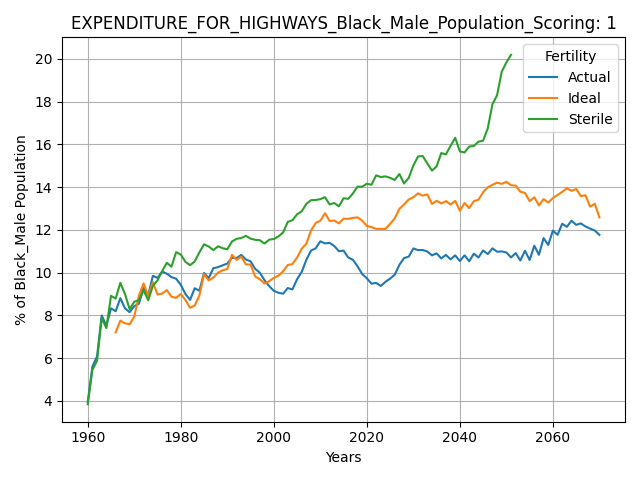 EXPENDITURE_FOR_HIGHWAYS_Black_Male_Population_Scoring: 1
Fertility
Actual
Ideal
Sterile
% of Black_Male Population
20
18
16
14
12
10
8
6
4
1960 1980 2000 2020 2040 2060
Years